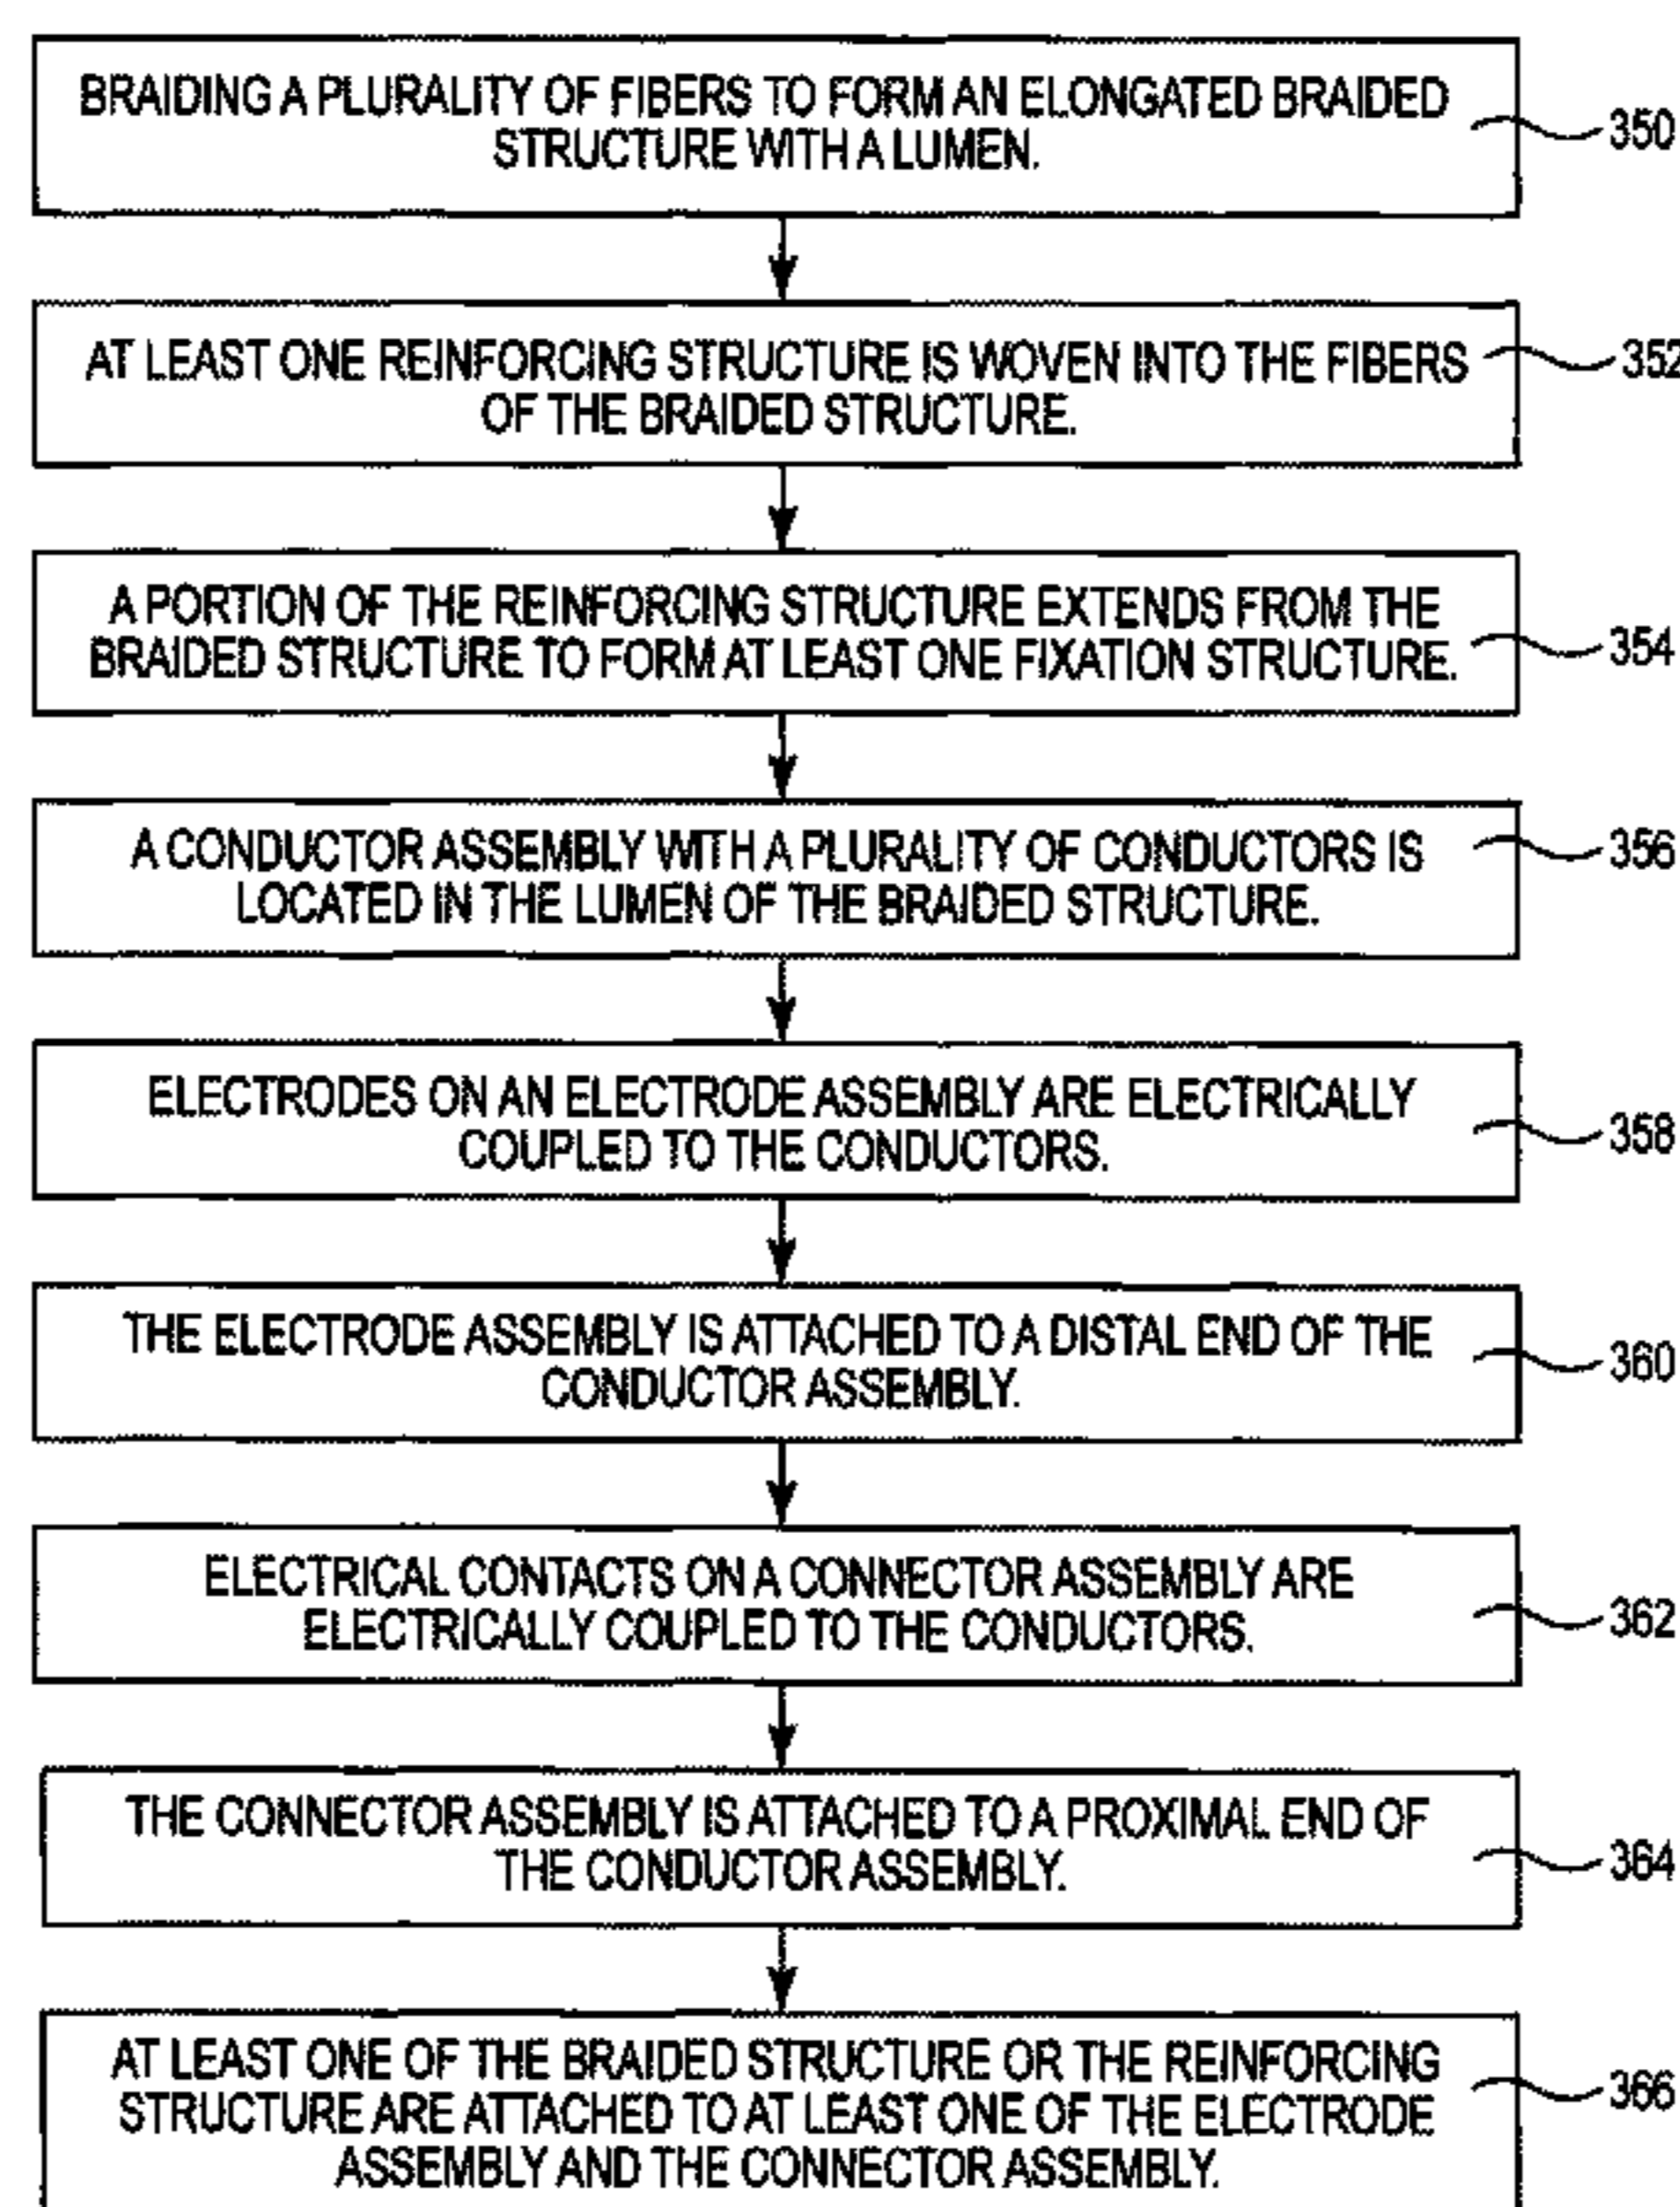 BRAIDING A PLURALITY OF FIBERS TO FORM AN ELONGATED BRAIDED
STRUCTURE WITH A LUMEN.
350
AT LEAST ONE REINFORCING STRUCTURE IS WOVEN INTO THE FIBERS
OF THE BRAIDED STRUCTURE.
352
A PORTION OF THE REINFORCING STRUCTURE EXTENDS FROM THE
BRAIDED STRUCTURE TO FORM AT LEAST ONE FIXATION STRUCTURE.
354
A CONDUCTOR ASSEMBLY WITH A PLURALITY OF CONDUCTORS IS
LOCATED IN THE LUMEN OF THE BRAIDED STRUCTURE.
356
ELECTRODES ON AN ELECTRODE ASSEMBLY ARE ELECTRICALLY
COUPLED TO THE CONDUCTORS.
358
THE ELECTRODE ASSEMBLY IS ATTACHED TO A DISTAL END OF THE
CONDUCTOR ASSEMBLY.
360
ELECTRICAL CONTACTS ON A CONNECTOR ASSEMBLY ARE
ELECTRICALLY COUPLED TO THE CONDUCTORS.
362
THE CONNECTOR ASSEMBLY IS ATTACHED TO A PROXIMAL END OF
THE CONDUCTOR ASSEMBLY.
364
AT LEAST ONE OF THE BRAIDED STRUCTURE OR THE REINFORCING
STRUCTURE ARE ATTACHED TO AT LEAST ONE OF THE ELECTRODE
ASSEMBLY AND THE CONNECTOR ASSEMBLY.
366